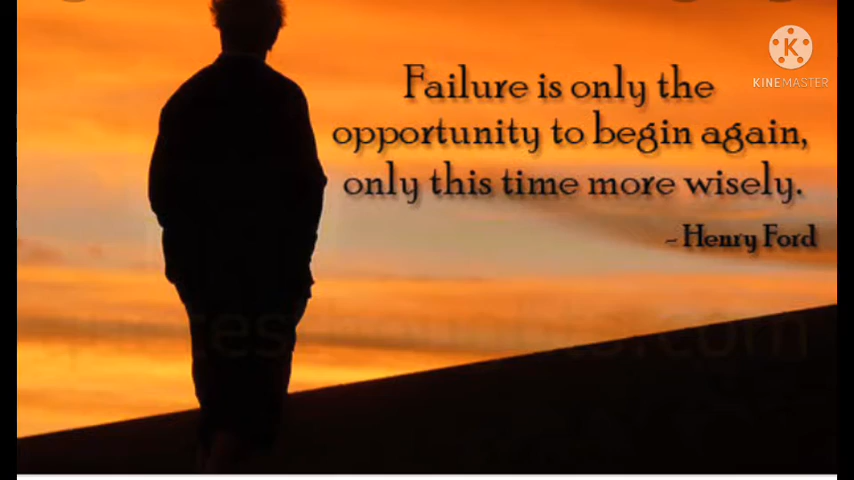 K
KINEMASTER
Failure is only the
opportunity to begin again,
only this time more wisely.
~ Henry Ford